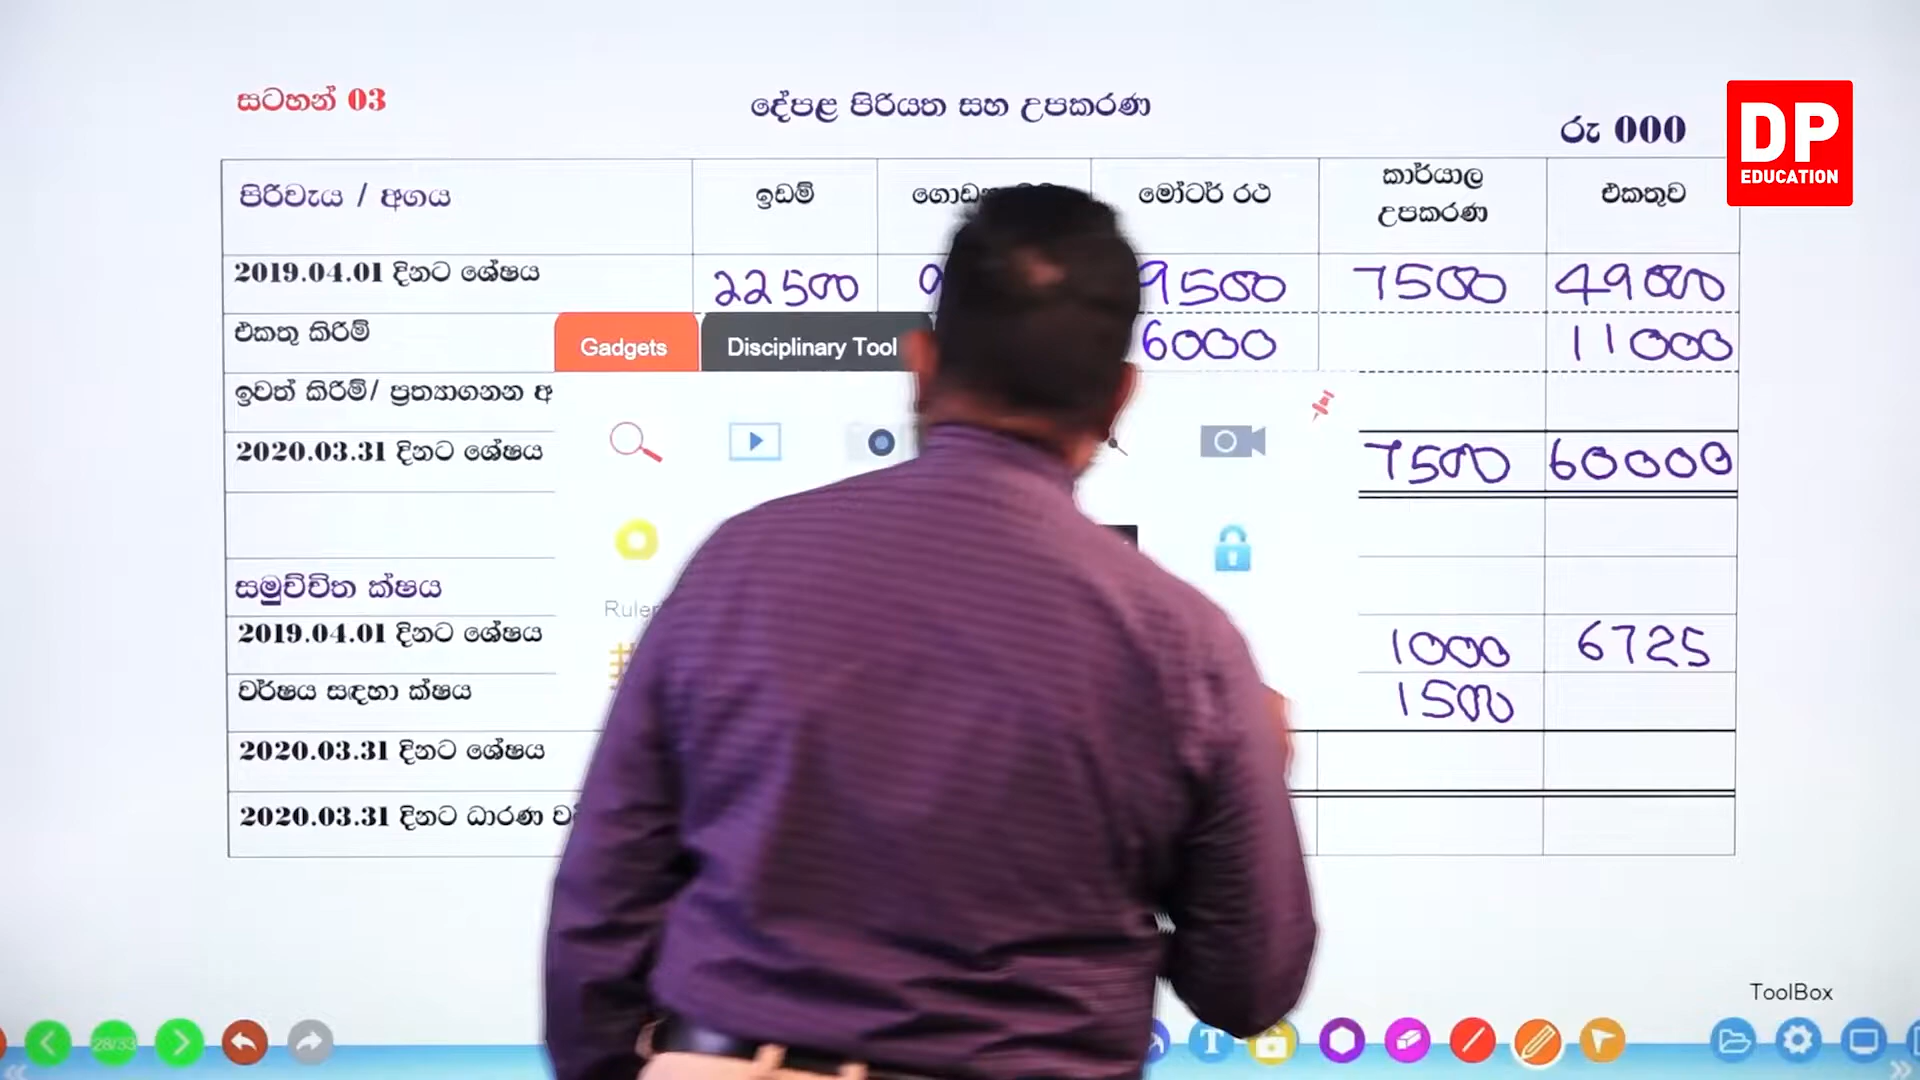 සටහන් 03
දේපළ පිරියත සහ උපකරණ
රු 000
DP
EDUCATION
පිරිවැය / අගය ඉඩම් මෝටර් රථ කාර්යාල උපකරණ එකතුව
2019.04.01 දිනට ශේෂය 22500 9500 7500 49000
එකතු කිරීම් 6000 11000
Gadgets Disciplinary Tool
ඉවත් කිරීම්/ ප්‍රත්‍යාගනන
2020.03.31 දිනට ශේෂය 7500 60000
Ruler
සමුච්චිත ක්ෂය
2019.04.01 දිනට ශේෂය 1000 6725
වර්ෂය සඳහා ක්ෂය 1500
2020.03.31 දිනට ශේෂය
2020.03.31 දිනට ධාරණ
ToolBox
28/33
T